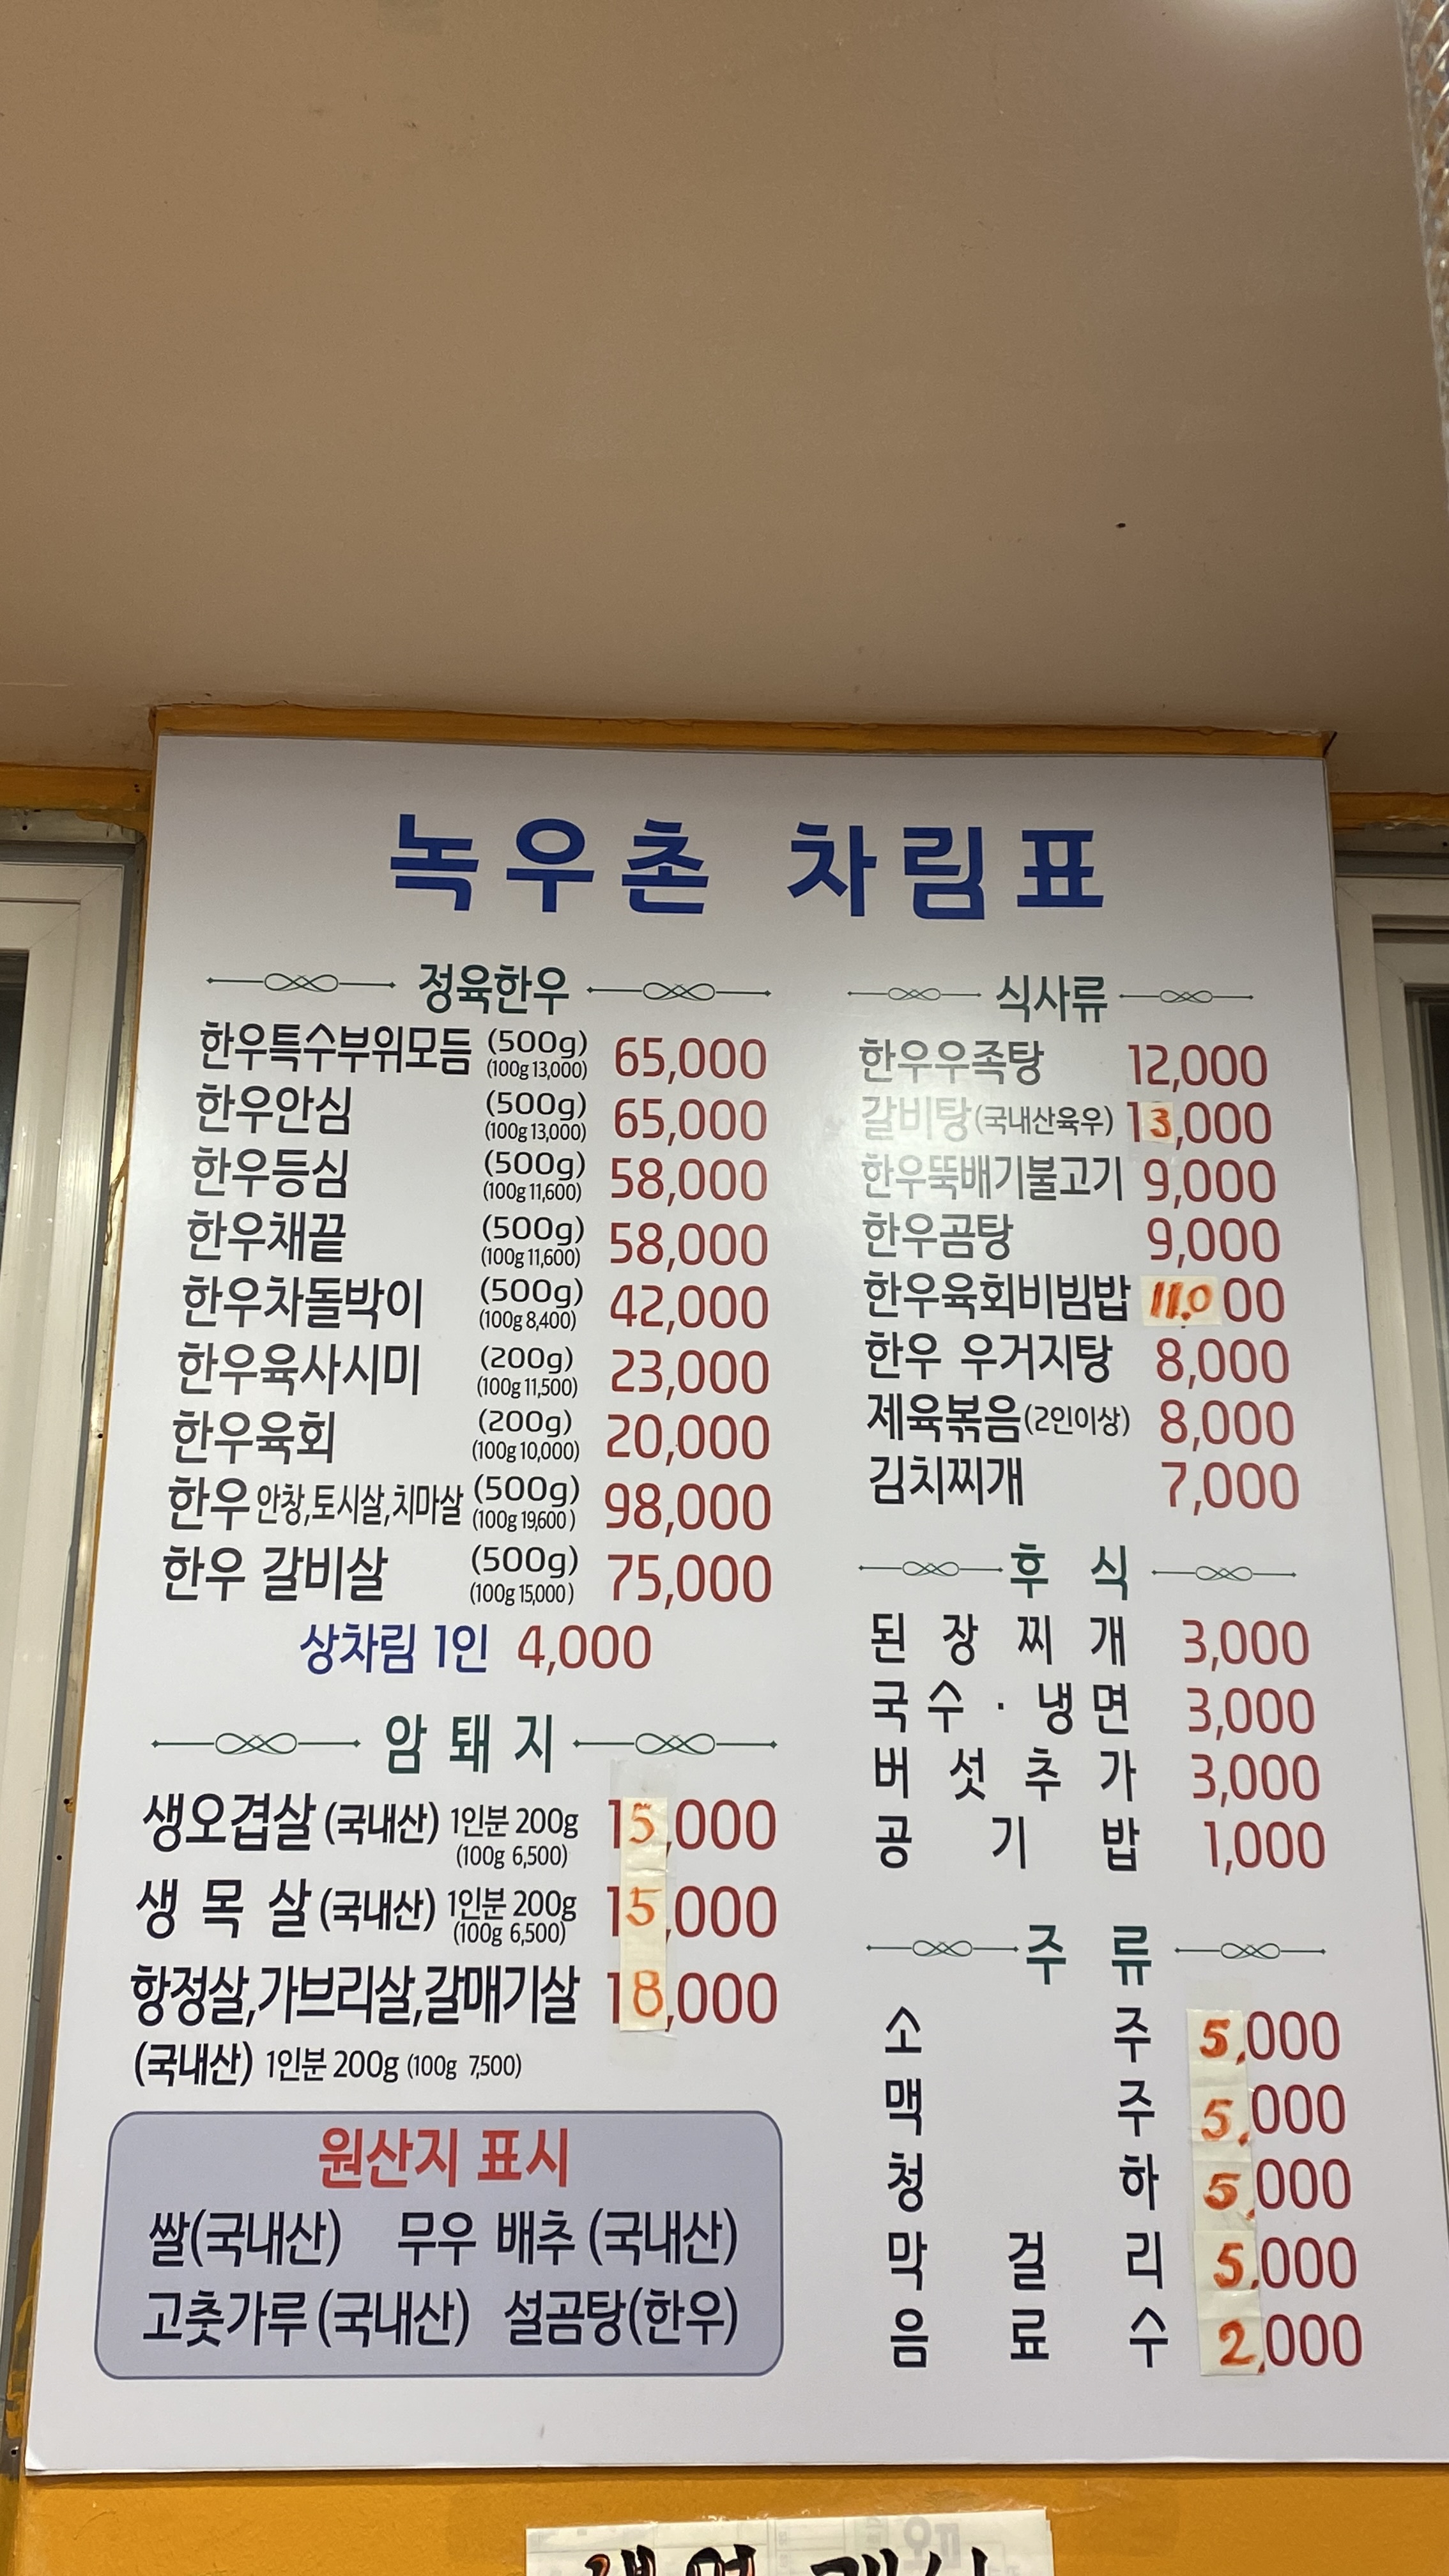 녹우촌 차림표
정육한우
한우특수부위모듬 (500g) (100g 13,000) 65,000
한우안심 (500g) (100g 13,000) 65,000
한우등심 (500g) (100g 11,600) 58,000
한우채끝 (500g) (100g 11,600) 58,000
한우차돌박이 (500g) (100g 8,400) 42,000
한우육사시미 (200g) (100g 11,500) 23,000
한우육회 (200g) (100g 10,000) 20,000
한우 안창,토시살,치마살 (500g) (100g 19,600) 98,000
한우 갈비살 (500g) (100g 15,000) 75,000
상차림 1인 4,000
암퇘지
생오겹살 (국내산) 1인분 200g 15,000
(100g 6,500)
생 목 살 (국내산) 1인분 200g 15,000
(100g 6,500)
항정살,가브리살,갈매기살 18,000
(국내산) 1인분 200g (100g 7,500)
원산지 표시
쌀(국내산) 무우 배추 (국내산)
고춧가루 (국내산) 설곰탕(한우)
식사류
한우우족탕 12,000
갈비탕(국내산육우) 13,000
한우뚝배기불고기 9,000
한우곰탕 9,000
한우육회비빔밥 11.000
한우 우거지탕 8,000
제육볶음(2인이상) 8,000
김치찌개 7,000
후 식
된 장 찌 개 3,000
국수 · 냉면 3,000
버 섯 추 가 3,000
공 기 밥 1,000
주 류
소 주 5,000
맥 주 5,000
청 하 5,000
막 걸 리 5,000
음 료 수 2,000